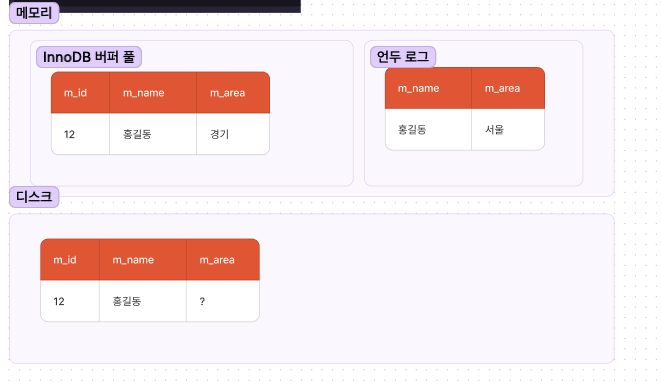 메모리
InnoDB 버퍼 풀
m_id m_name m_area
12 홍길동 경기
언두 로그
m_name m_area
홍길동 서울
디스크
m_id m_name m_area
12 홍길동 ?